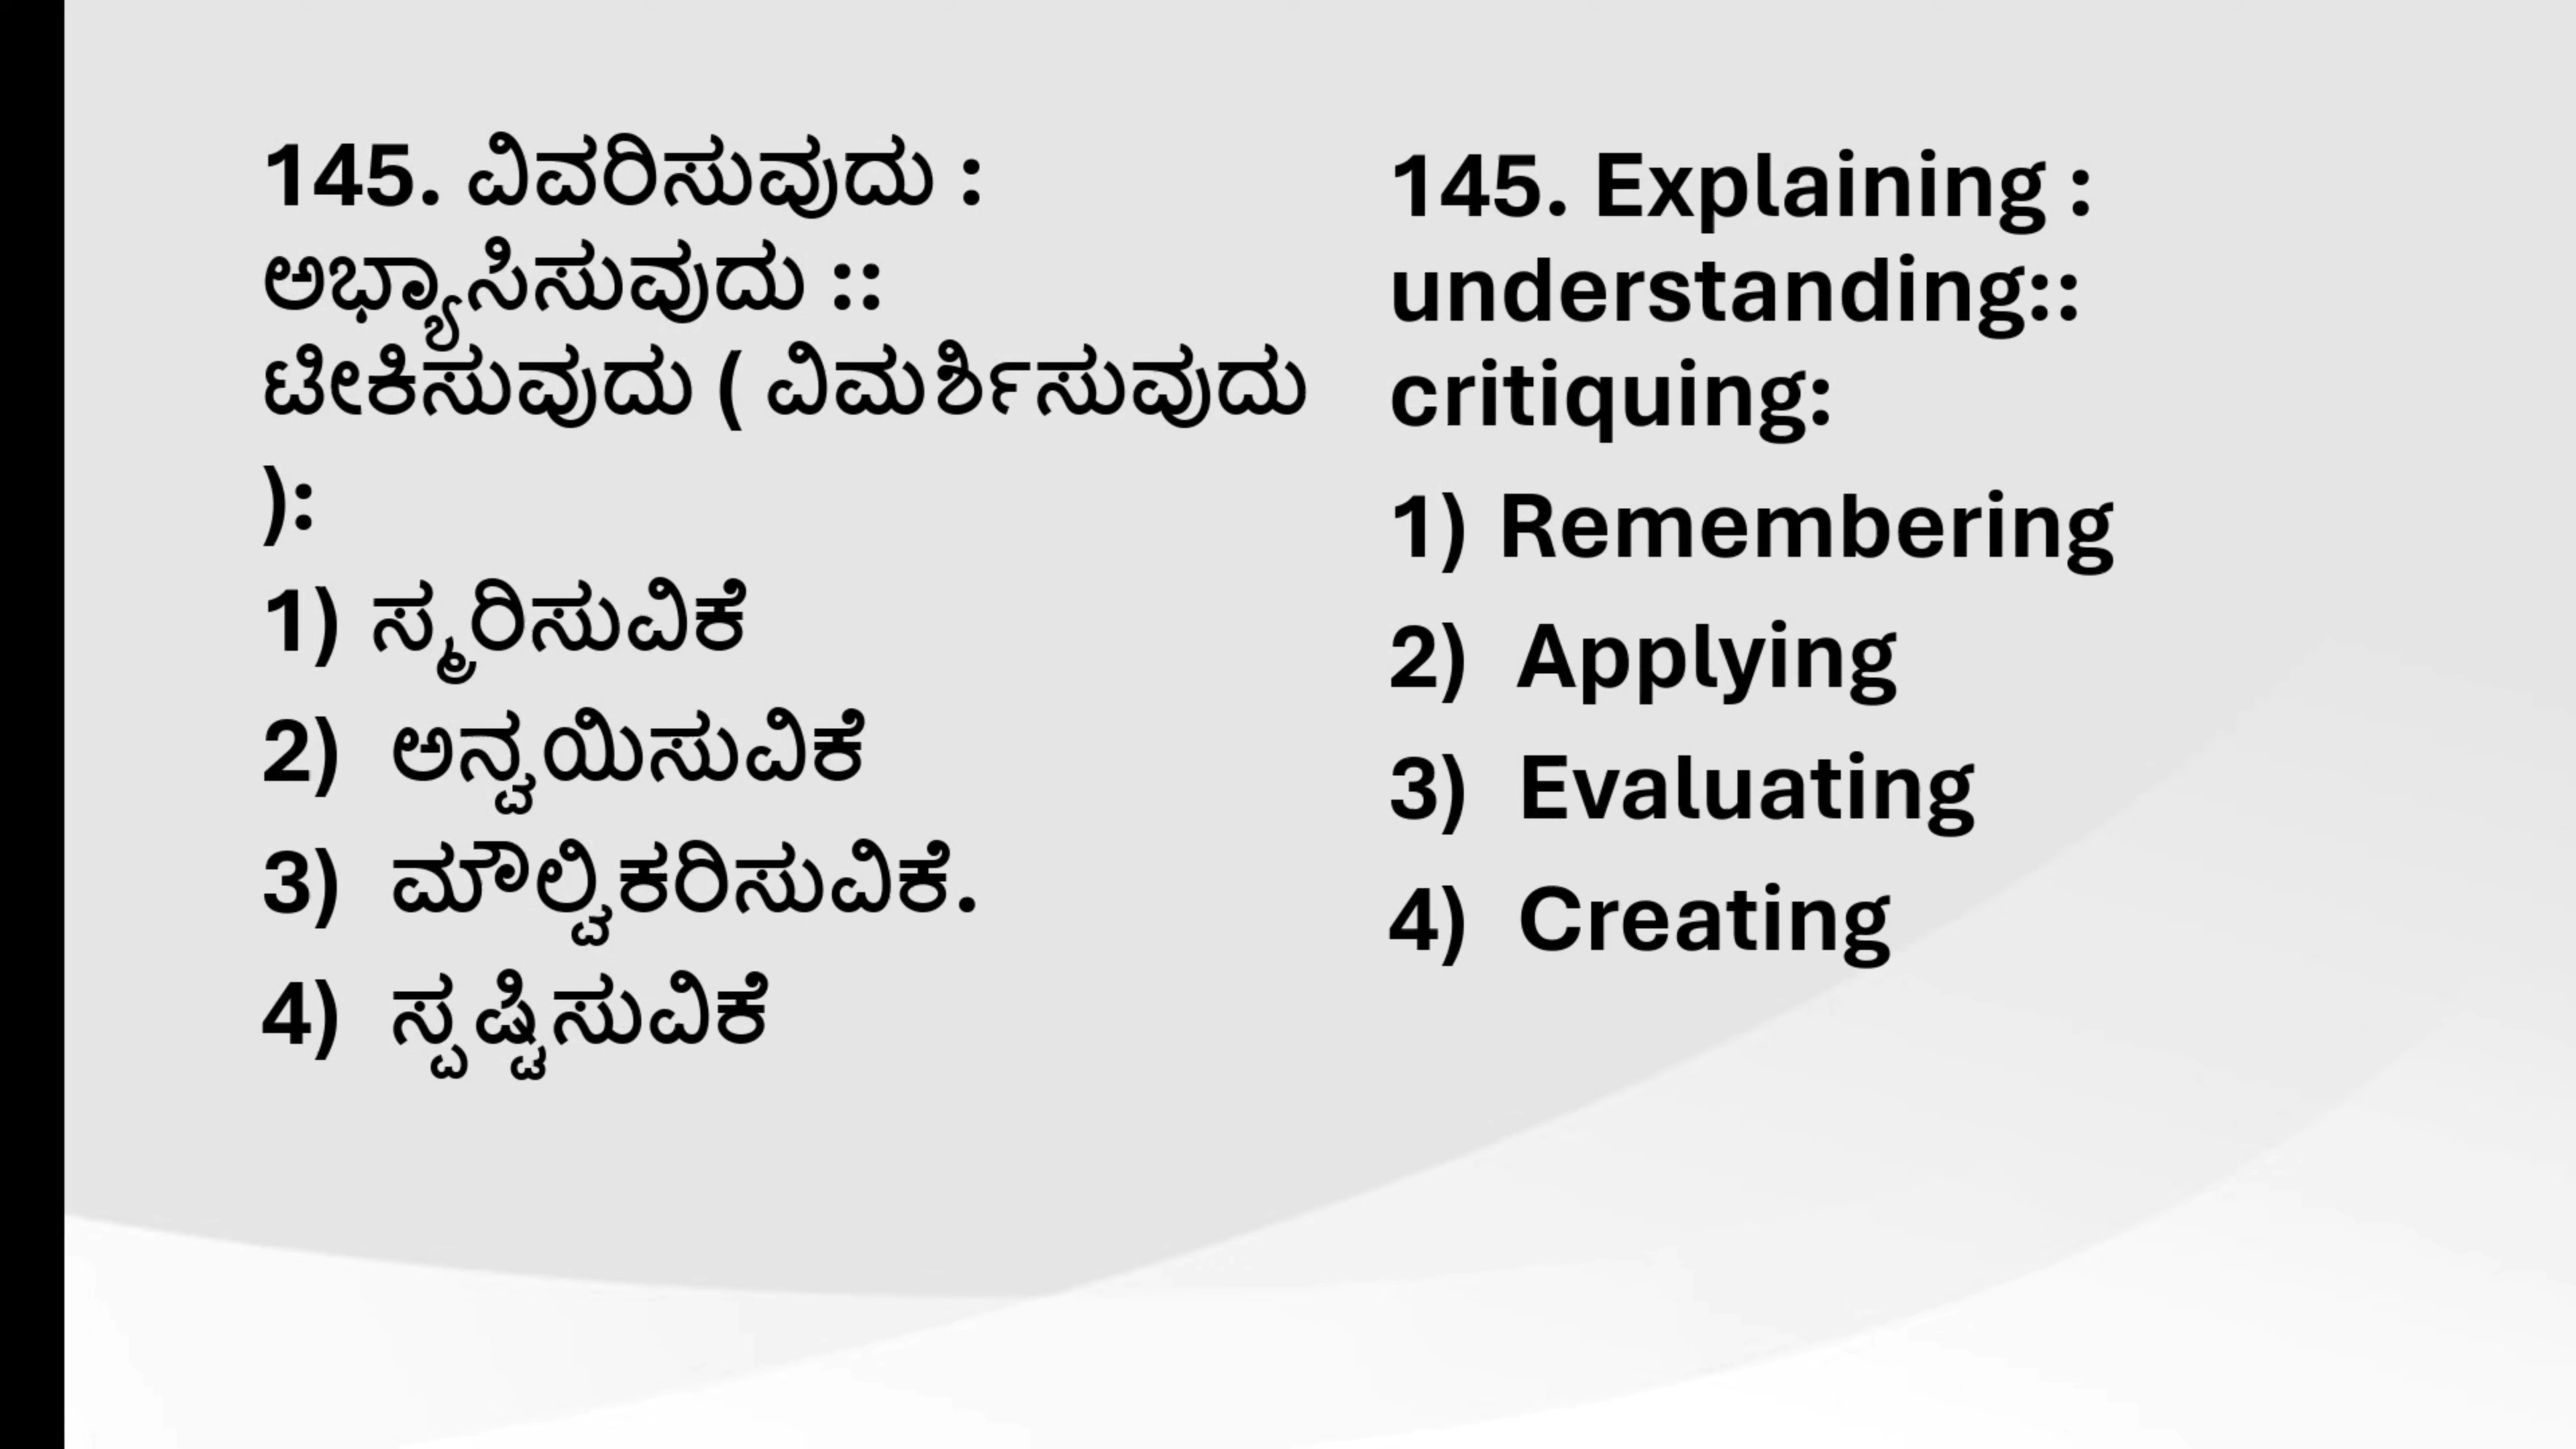 145. ವಿವರಿಸುವುದು :
ಅಭ್ಯಾಸಿಸುವುದು ::
ಟೀಕಿಸುವುದು ( ವಿಮರ್ಶಿಸುವುದು
):
1) ಸ್ಮರಿಸುವಿಕೆ
2) ಅನ್ವಯಿಸುವಿಕೆ
3) ಮೌಲ್ವಿಕರಿಸುವಿಕೆ.
4) ಸ್ಪಷ್ಟಿಸುವಿಕೆ
145. Explaining :
understanding::
critiquing:
1) Remembering
2) Applying
3) Evaluating
4) Creating